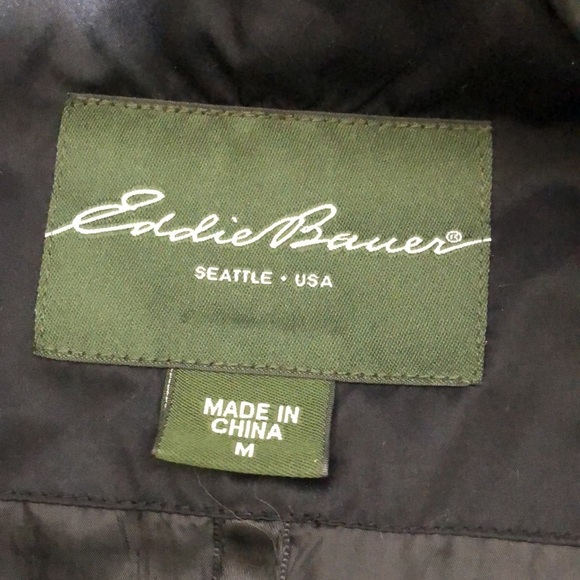 Eddie Bauer®
SEATTLE • USA
MADE IN
CHINA
M